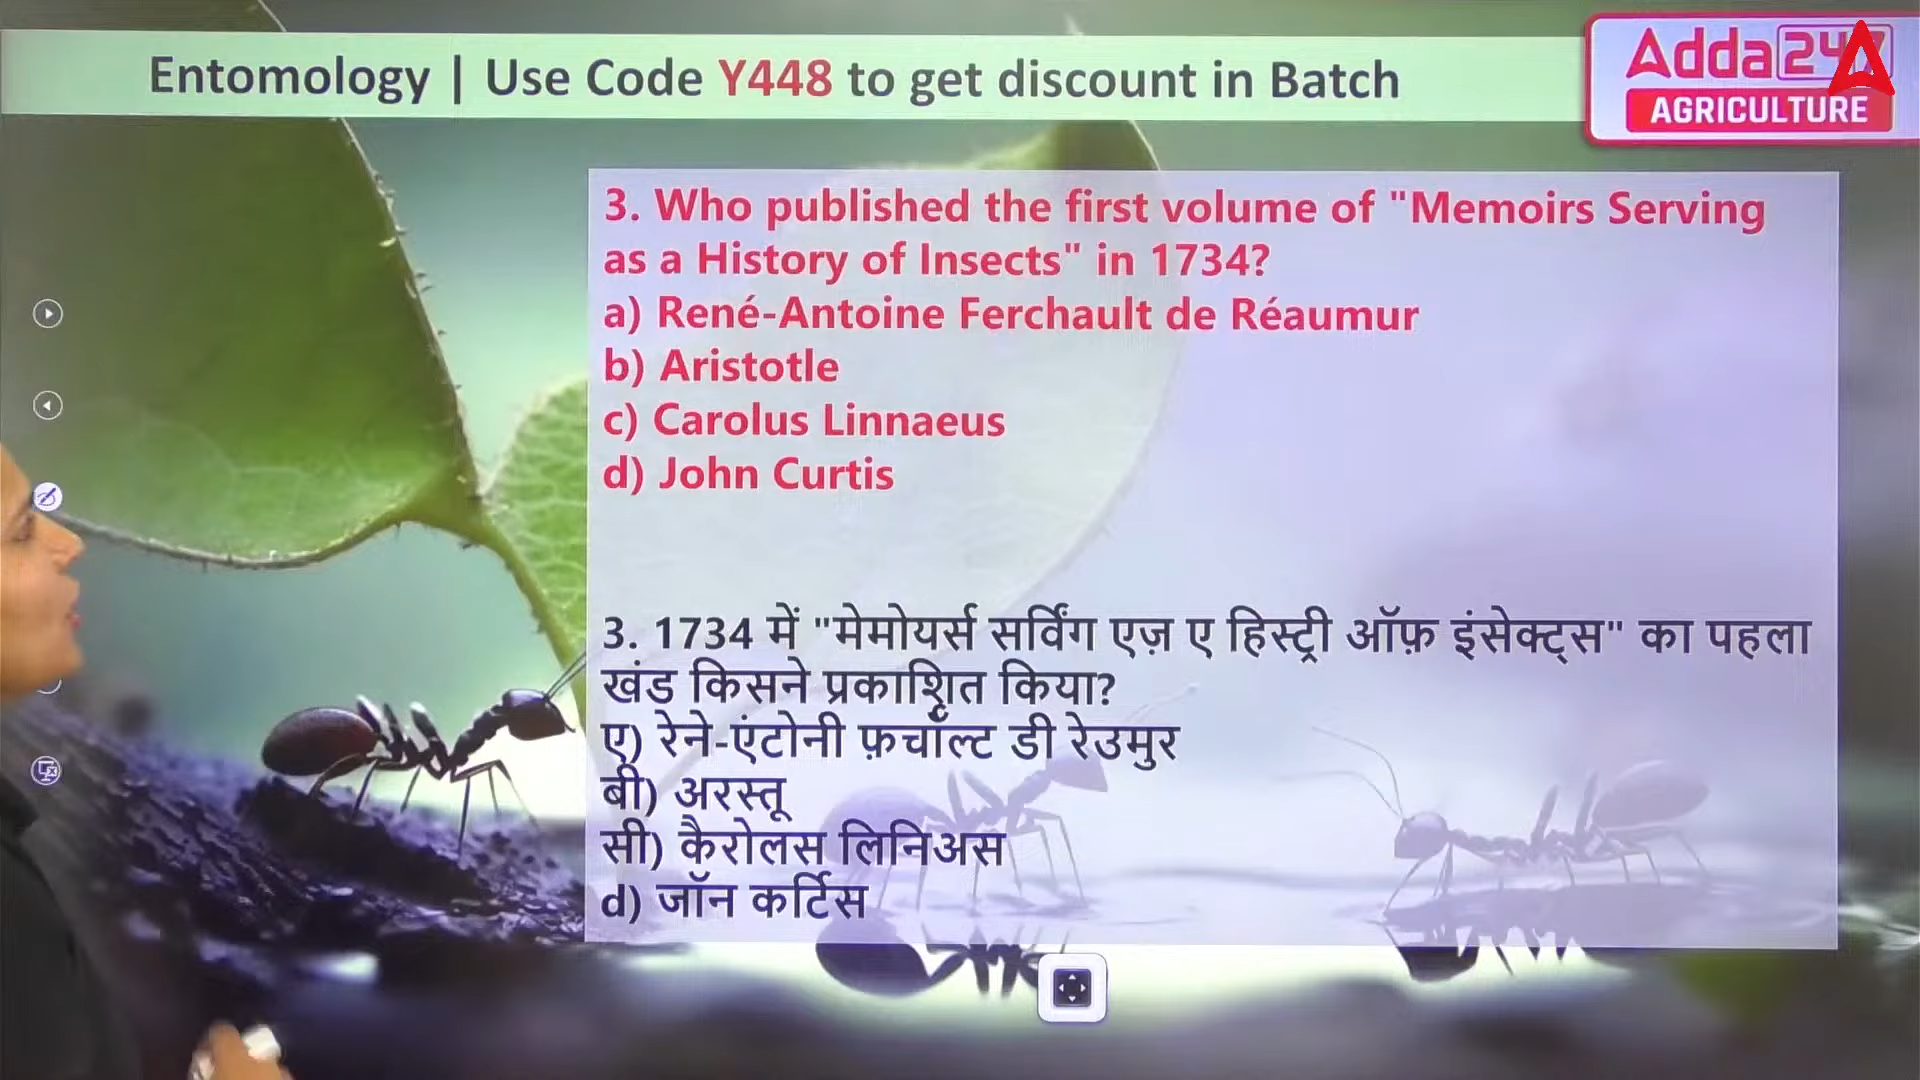 Entomology | Use Code Y448 to get discount in Batch
Adda247
AGRICULTURE
3. Who published the first volume of "Memoirs Serving
as a History of Insects" in 1734?
a) René-Antoine Ferchault de Réaumur
b) Aristotle
c) Carolus Linnaeus
d) John Curtis
3. 1734 में "मेमोयर्स सर्विंग एज़ ए हिस्ट्री ऑफ़ इंसेक्ट्स" का पहला
खंड किसने प्रकाशित किया?
ए) रेने-एंटोनी फ़र्चॉल्ट डी रेउमुर
बी) अरस्तू
सी) कैरोलस लिनिअस
d) जॉन कर्टिस